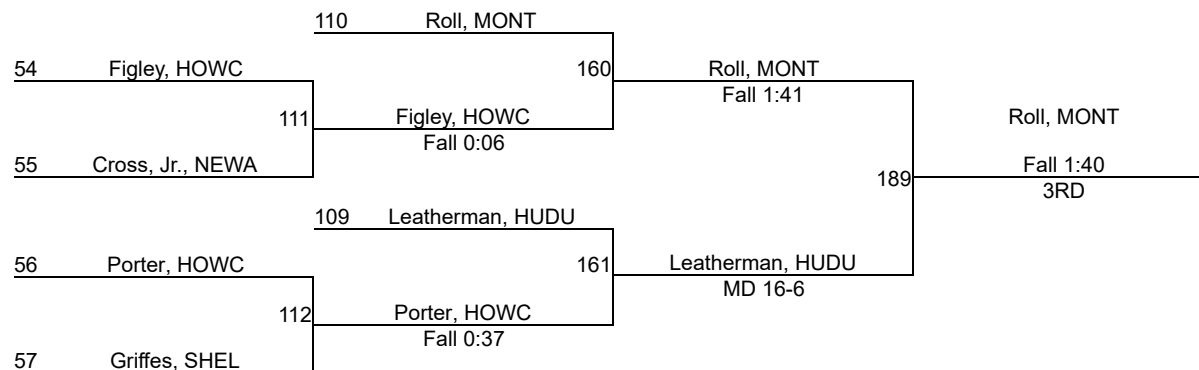 110 Roll, MONT
54 Figley, HOWC
160 Roll, MONT
Fall 1:41
111 Figley, HOWC
Fall 0:06
Roll, MONT
55 Cross, Jr., NEWA
189 Fall 1:40
3RD
109 Leatherman, HUDU
56 Porter, HOWC
161 Leatherman, HUDU
MD 16-6
112 Porter, HOWC
Fall 0:37
57 Griffes, SHEL